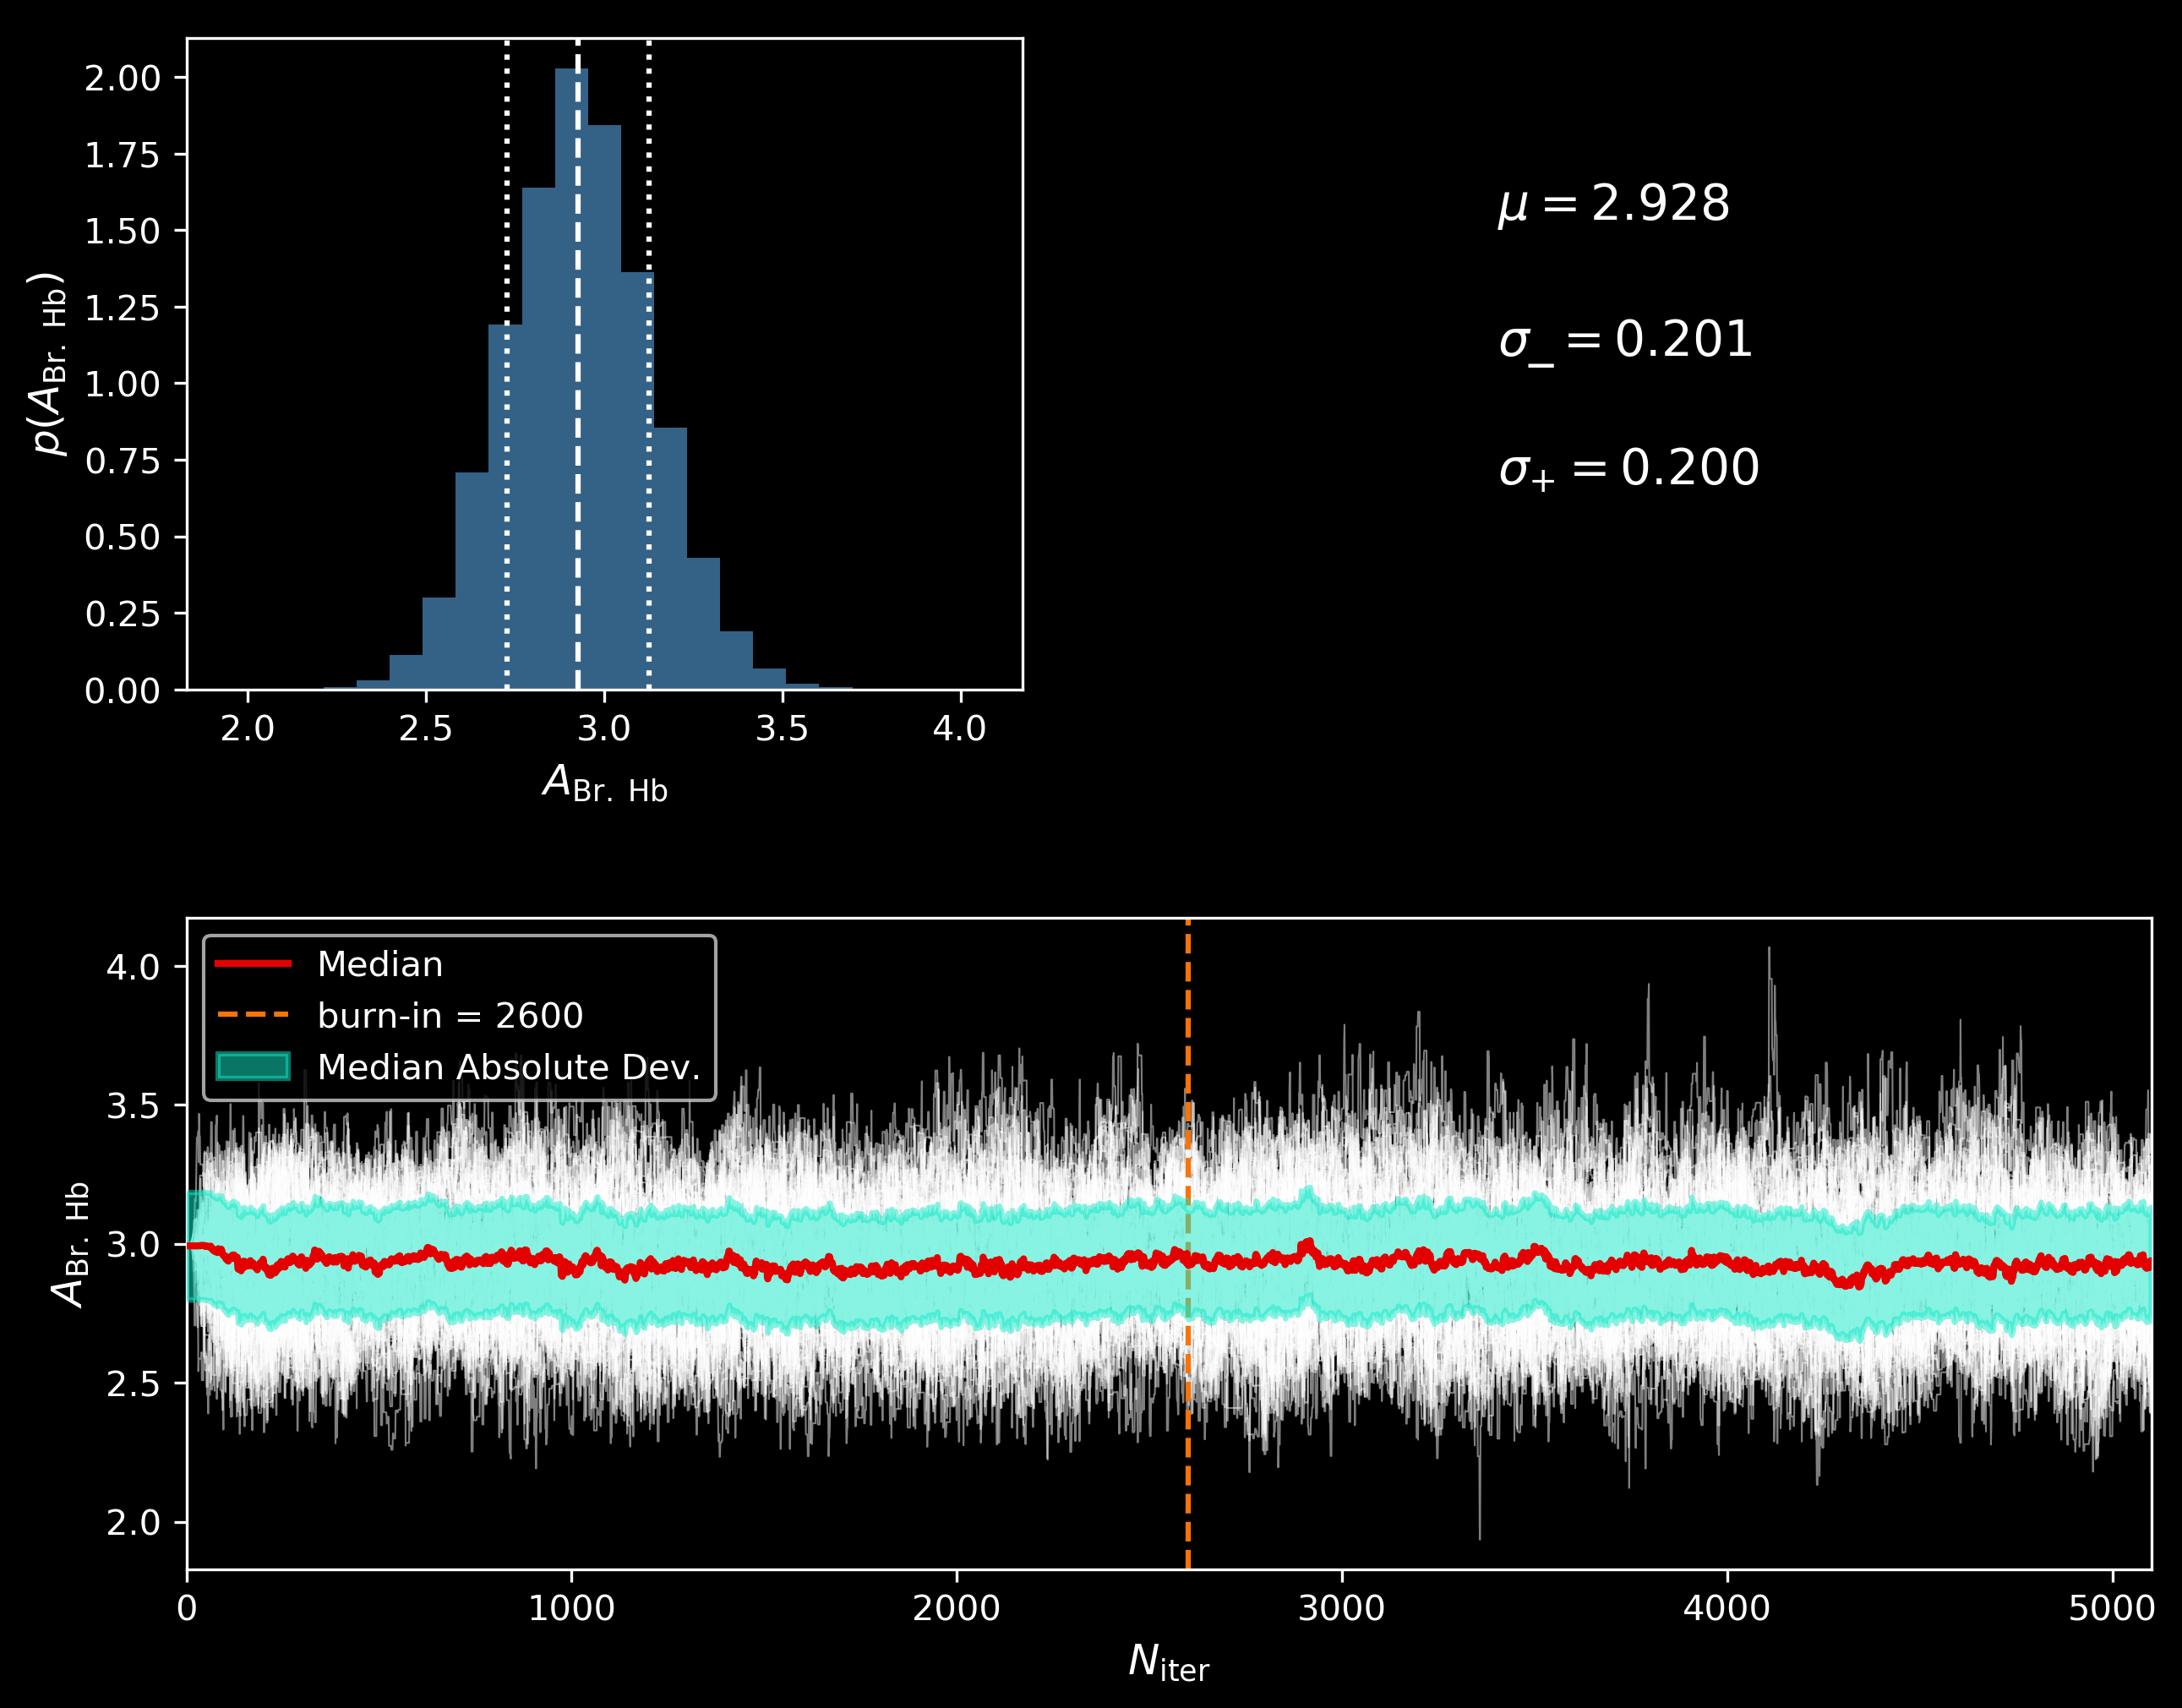 2.00
1.75
1.50
1.25
1.00
0.75
0.50
0.25
0.00
p(A_Br. Hb)
2.0 2.5 3.0 3.5 4.0
A_Br. Hb
μ = 2.928
σ_− = 0.201
σ_+ = 0.200
4.0
3.5
3.0
2.5
2.0
A_Br. Hb
Median
burn-in = 2600
Median Absolute Dev.
0 1000 2000 3000 4000 5000
N_iter